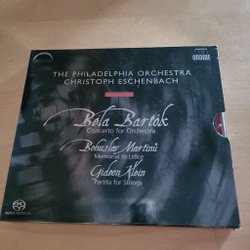 ONDINE
THE PHILADELPHIA ORCHESTRA
CHRISTOPH ESCHENBACH
Béla Bartók
Concerto for Orchestra
Bohuslav Martinů
Memorial to Lidice
Gideon Klein
Partita for Strings